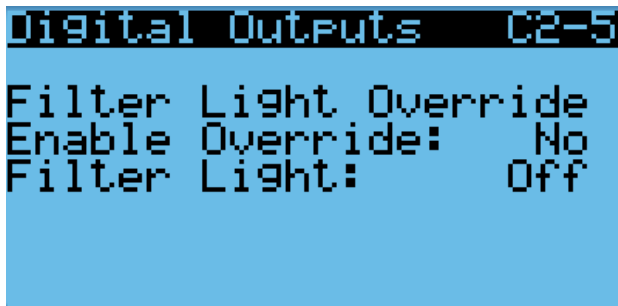 Digital Outputs C2-5
Filter Light Override
Enable Override: No
Filter Light: Off